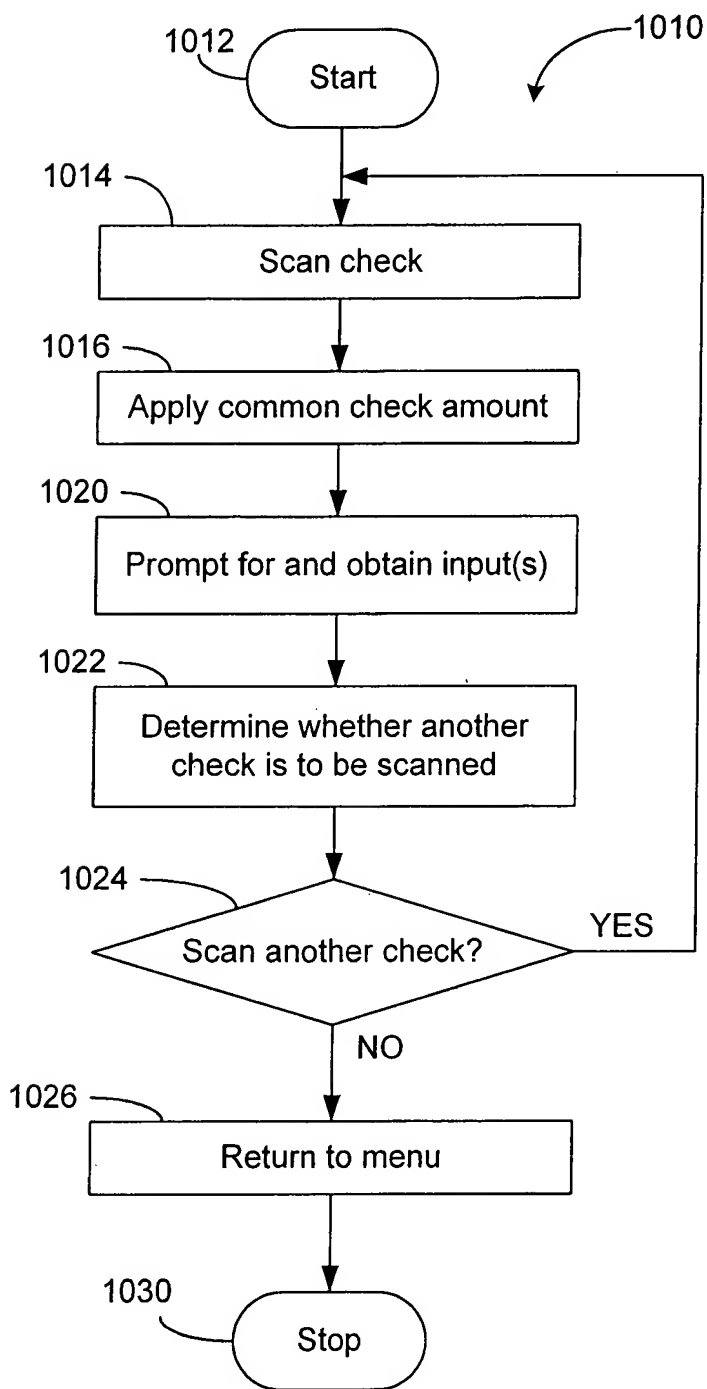 1012
1010
Start
1014
Scan check
1016
Apply common check amount
1020
Prompt for and obtain input(s)
1022
Determine whether another
check is to be scanned
1024
Scan another check?
YES
NO
1026
Return to menu
1030
Stop